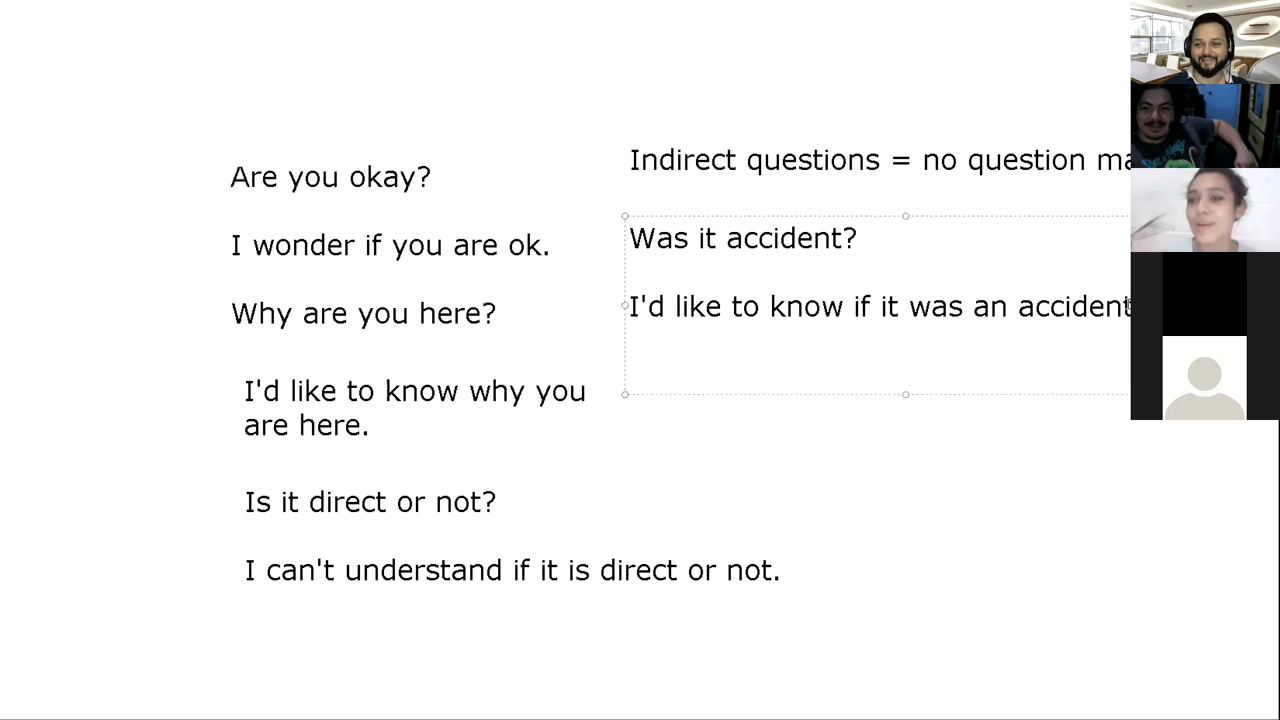 Are you okay?
I wonder if you are ok.
Why are you here?
I'd like to know why you
are here.
Is it direct or not?
I can't understand if it is direct or not.
Indirect questions = no question
Was it accident?
I'd like to know if it was an accident